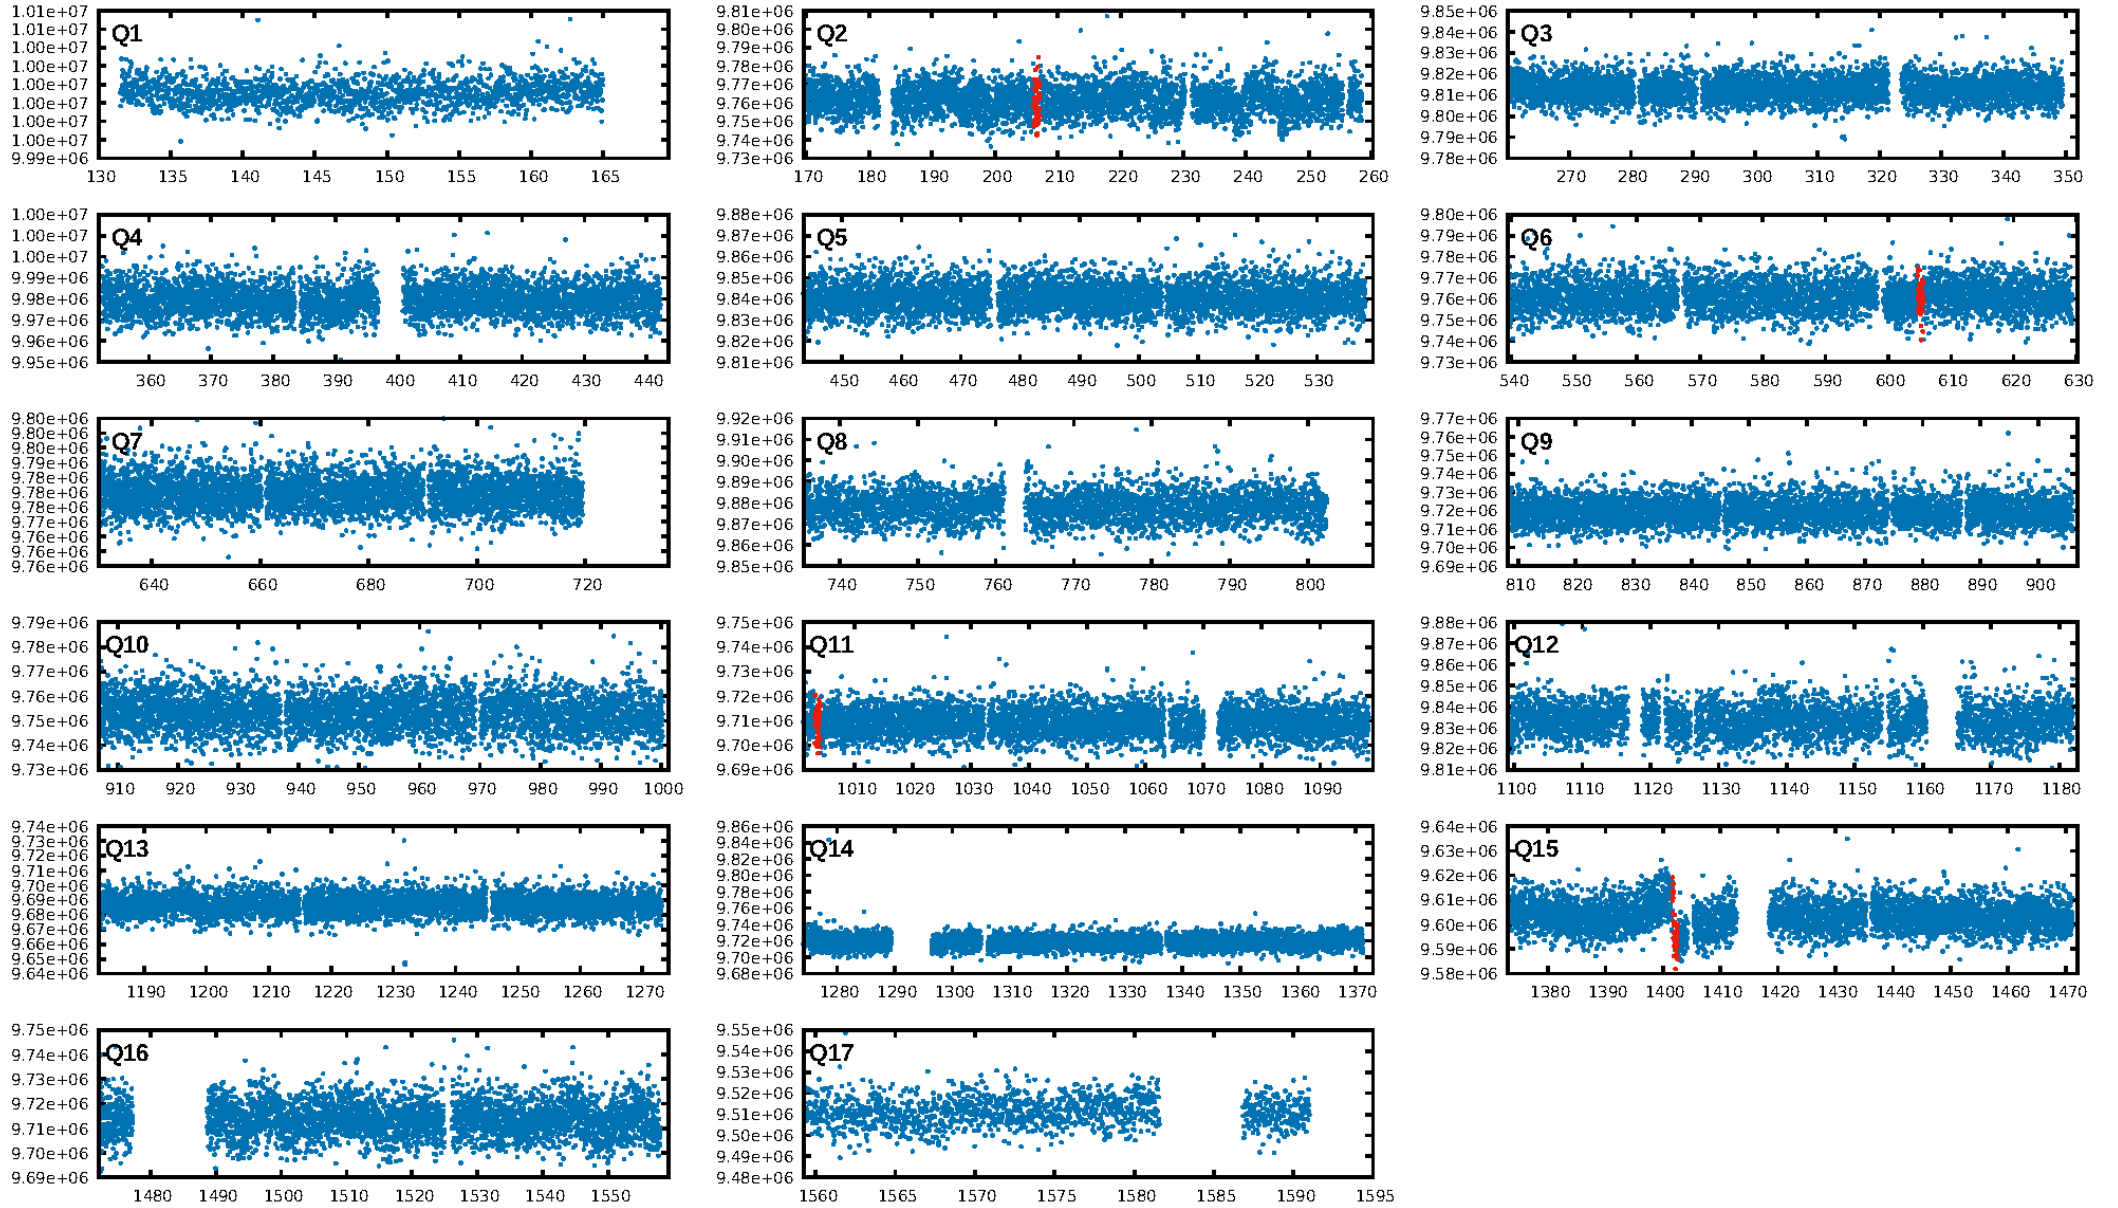 1.01e+07
1.01e+07
1.00e+07
1.00e+07
1.00e+07
1.00e+07
1.00e+07
1.00e+07
9.99e+06
Q1
130 135 140 145 150 155 160 165
9.81e+06
9.80e+06
9.79e+06
9.78e+06
9.77e+06
9.76e+06
9.75e+06
9.74e+06
9.73e+06
Q2
170 180 190 200 210 220 230 240 250 260
9.85e+06
9.84e+06
9.83e+06
9.82e+06
9.81e+06
9.80e+06
9.79e+06
9.78e+06
Q3
270 280 290 300 310 320 330 340 350
1.00e+07
1.00e+07
1.00e+07
9.99e+06
9.98e+06
9.97e+06
9.96e+06
9.95e+06
Q4
360 370 380 390 400 410 420 430 440
9.88e+06
9.87e+06
9.86e+06
9.85e+06
9.84e+06
9.83e+06
9.82e+06
9.81e+06
Q5
450 460 470 480 490 500 510 520 530
9.80e+06
9.79e+06
9.78e+06
9.77e+06
9.76e+06
9.75e+06
9.74e+06
9.73e+06
Q6
540 550 560 570 580 590 600 610 620 630
9.80e+06
9.80e+06
9.80e+06
9.79e+06
9.79e+06
9.78e+06
9.78e+06
9.77e+06
9.77e+06
9.76e+06
9.76e+06
Q7
640 660 680 700 720
9.92e+06
9.91e+06
9.90e+06
9.89e+06
9.88e+06
9.87e+06
9.86e+06
9.85e+06
Q8
740 750 760 770 780 790 800
9.77e+06
9.76e+06
9.75e+06
9.74e+06
9.73e+06
9.72e+06
9.71e+06
9.70e+06
9.69e+06
Q9
810 820 830 840 850 860 870 880 890 900
9.79e+06
9.78e+06
9.77e+06
9.76e+06
9.75e+06
9.74e+06
9.73e+06
Q10
910 920 930 940 950 960 970 980 990 1000
9.75e+06
9.74e+06
9.73e+06
9.72e+06
9.71e+06
9.70e+06
9.69e+06
Q11
1010 1020 1030 1040 1050 1060 1070 1080 1090
9.88e+06
9.87e+06
9.86e+06
9.85e+06
9.84e+06
9.83e+06
9.82e+06
9.81e+06
Q12
1100 1110 1120 1130 1140 1150 1160 1170 1180
9.74e+06
9.73e+06
9.72e+06
9.71e+06
9.70e+06
9.69e+06
9.68e+06
9.67e+06
9.66e+06
9.65e+06
9.64e+06
Q13
1190 1200 1210 1220 1230 1240 1250 1260 1270
9.86e+06
9.84e+06
9.82e+06
9.80e+06
9.78e+06
9.76e+06
9.74e+06
9.72e+06
9.70e+06
9.68e+06
Q14
1280 1290 1300 1310 1320 1330 1340 1350 1360 1370
9.64e+06
9.63e+06
9.62e+06
9.61e+06
9.60e+06
9.59e+06
9.58e+06
Q15
1380 1390 1400 1410 1420 1430 1440 1450 1460 1470
9.75e+06
9.74e+06
9.73e+06
9.72e+06
9.71e+06
9.70e+06
9.69e+06
Q16
1480 1490 1500 1510 1520 1530 1540 1550
9.55e+06
9.54e+06
9.53e+06
9.52e+06
9.51e+06
9.50e+06
9.49e+06
9.48e+06
Q17
1560 1565 1570 1575 1580 1585 1590 1595